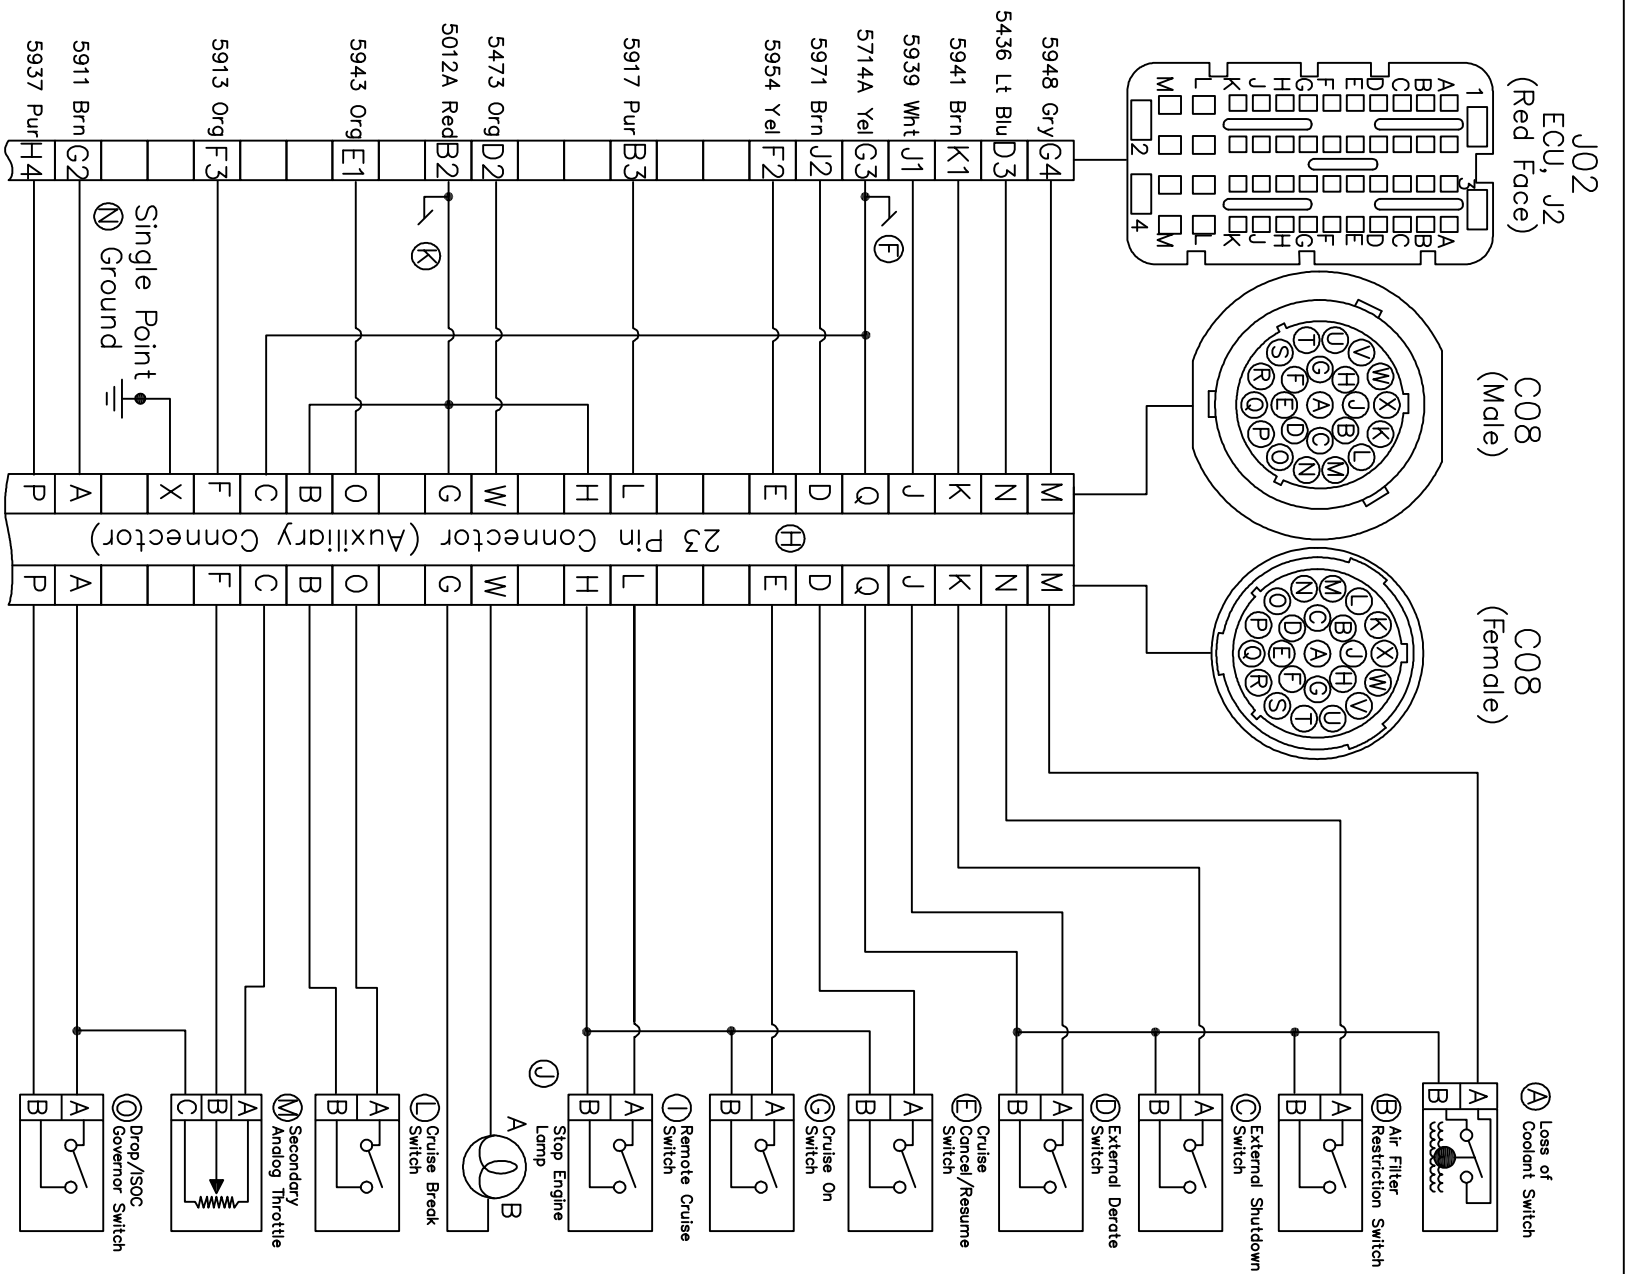 J02
ECU, J2
(Red Face)
1
3
A A
B B
C C
D D
E E
F F
G G
H H
J J
K K
L L
M M
2
4
C08
(Male)
W X K
V L
J
U H B M
G A C
T F D N
S E O
R Q P
C08
(Female)
K X W
L V
J
M B H U
C A G
N D F T
O E S
P Q R
A Loss of
Coolant Switch
A
B
B Air Filter
Restriction Switch
A
B
C External Shutdown
Switch
A
B
D External Derate
Switch
A
B
E Cruise
Cancel/Resume
Switch
A
B
G Cruise On
Switch
A
B
I Remote Cruise
Switch
A
B
J Stop Engine
Lamp
A B
L Cruise Break
Switch
A
B
M Secondary
Analog Throttle
A
B
C
O Drop/ISOC
Governor Switch
A
B
5948 Gry G4 M M
5436 Lt Blu D3 N N
5941 Brn K1 K K
5939 Wht J1 J J
F
5714A Yel G3 Q Q
5971 Brn J2 D D
5954 Yel F2 E E
H
23 Pin Connector (Auxiliary Connector)
5917 Pur B3 L L
H H
5473 Org D2 W W
5012A Red B2 G G
K
5943 Org E1 O O
B B
C C
5913 Org F3 F F
X
Single Point
N Ground
5911 Brn G2 A A
5937 Pur H4 P P